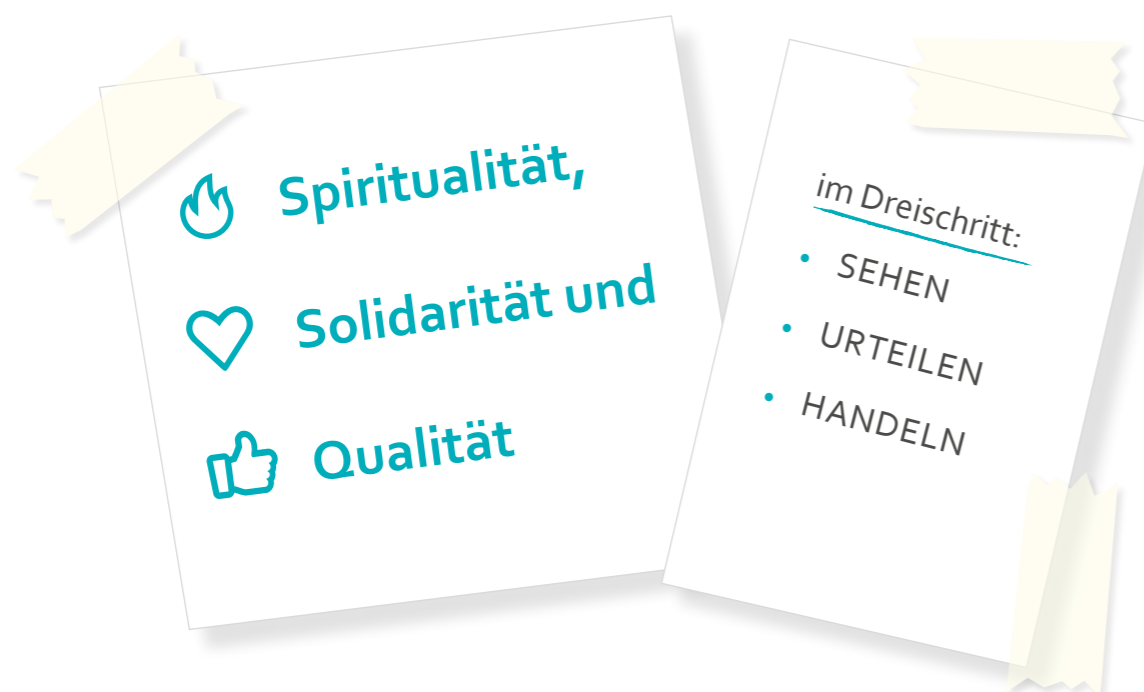 Spiritualität,
Solidarität und
Qualität
im Dreischritt:
• SEHEN
• URTEILEN
• HANDELN